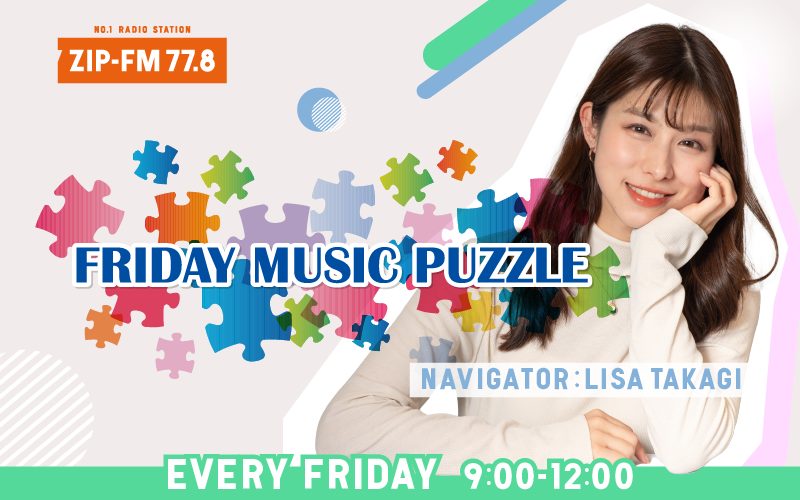 NO.1 RADIO STATION
ZIP-FM 77.8
FRIDAY MUSIC PUZZLE
NAVIGATOR:LISA TAKAGI
EVERY FRIDAY 9:00-12:00